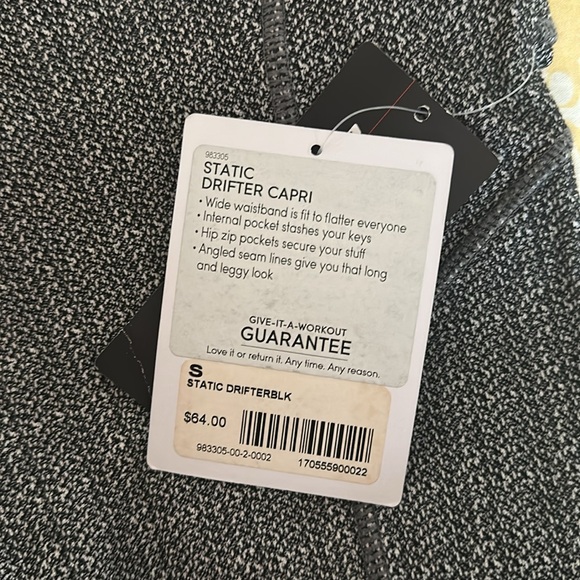 983305
STATIC
DRIFTER CAPRI
• Wide waistband is fit to flatter everyone
• Internal pocket stashes your keys
• Hip zip pockets secure your stuff
• Angled seam lines give you that long
and leggy look
GIVE-IT-A-WORKOUT
GUARANTEE
Love it or return it. Any time. Any reason.
S
STATIC DRIFTERBLK
$64.00
983305-00-2-0002
170555900022